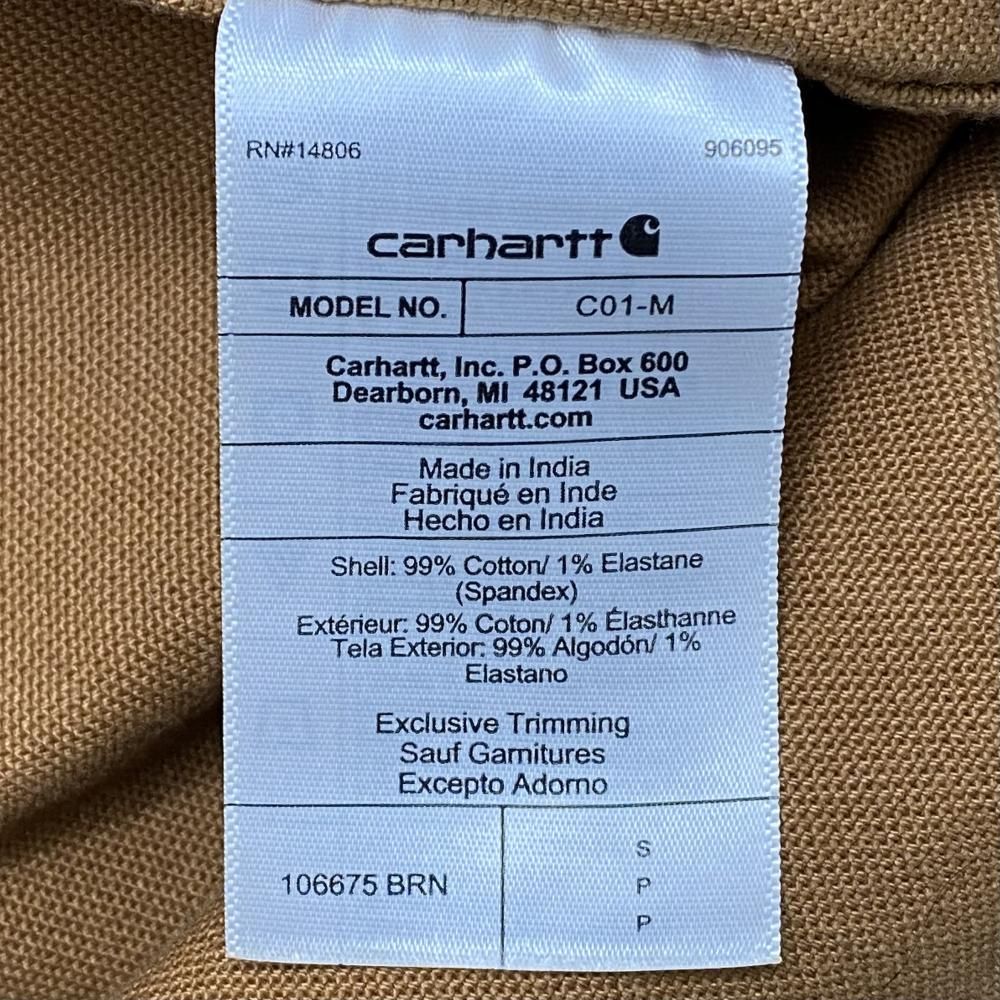 RN#14806 906095
carhartt
MODEL NO. C01-M
Carhartt, Inc. P.O. Box 600
Dearborn, MI 48121 USA
carhartt.com
Made in India
Fabriqué en Inde
Hecho en India
Shell: 99% Cotton/ 1% Elastane
(Spandex)
Extérieur: 99% Coton/ 1% Élasthanne
Tela Exterior: 99% Algodón/ 1%
Elastano
Exclusive Trimming
Sauf Garnitures
Excepto Adorno
106675 BRN
S
P
P